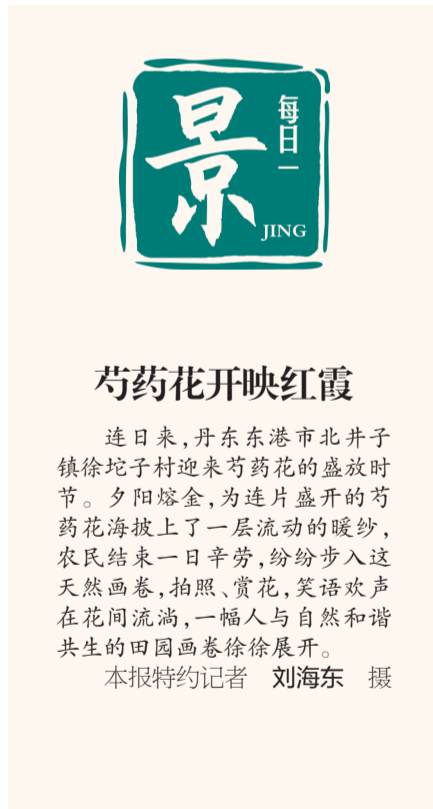 每日一
景
JING
芍药花开映红霞
连日来,丹东东港市北井子
镇徐坨子村迎来芍药花的盛放时
节。夕阳熔金,为连片盛开的芍
药花海披上了一层流动的暖纱,
农民结束一日辛劳,纷纷步入这
天然画卷,拍照、赏花,笑语欢声
在花间流淌,一幅人与自然和谐
共生的田园画卷徐徐展开。
本报特约记者 刘海东 摄